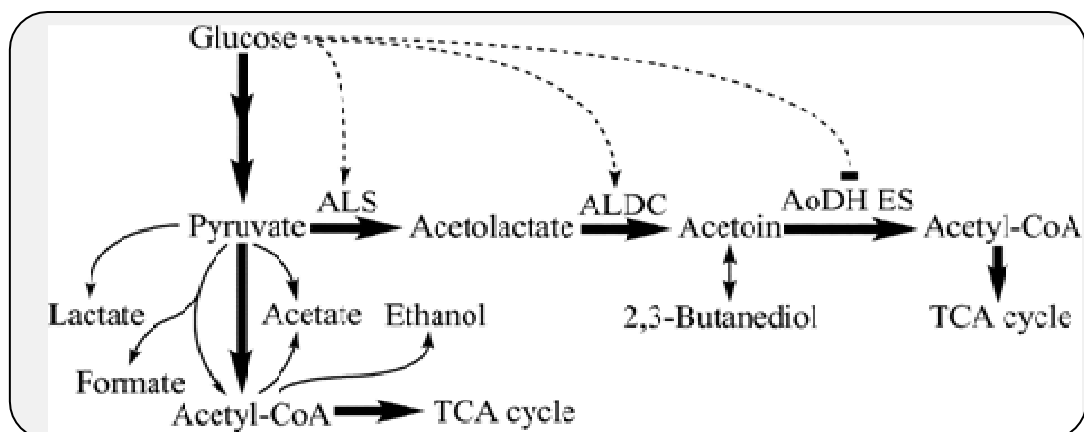 Glucose
ALS ALDC AoDH ES
Pyruvate Acetolactate Acetoin Acetyl-CoA
Lactate Acetate Ethanol 2,3-Butanediol TCA cycle
Formate
Acetyl-CoA TCA cycle